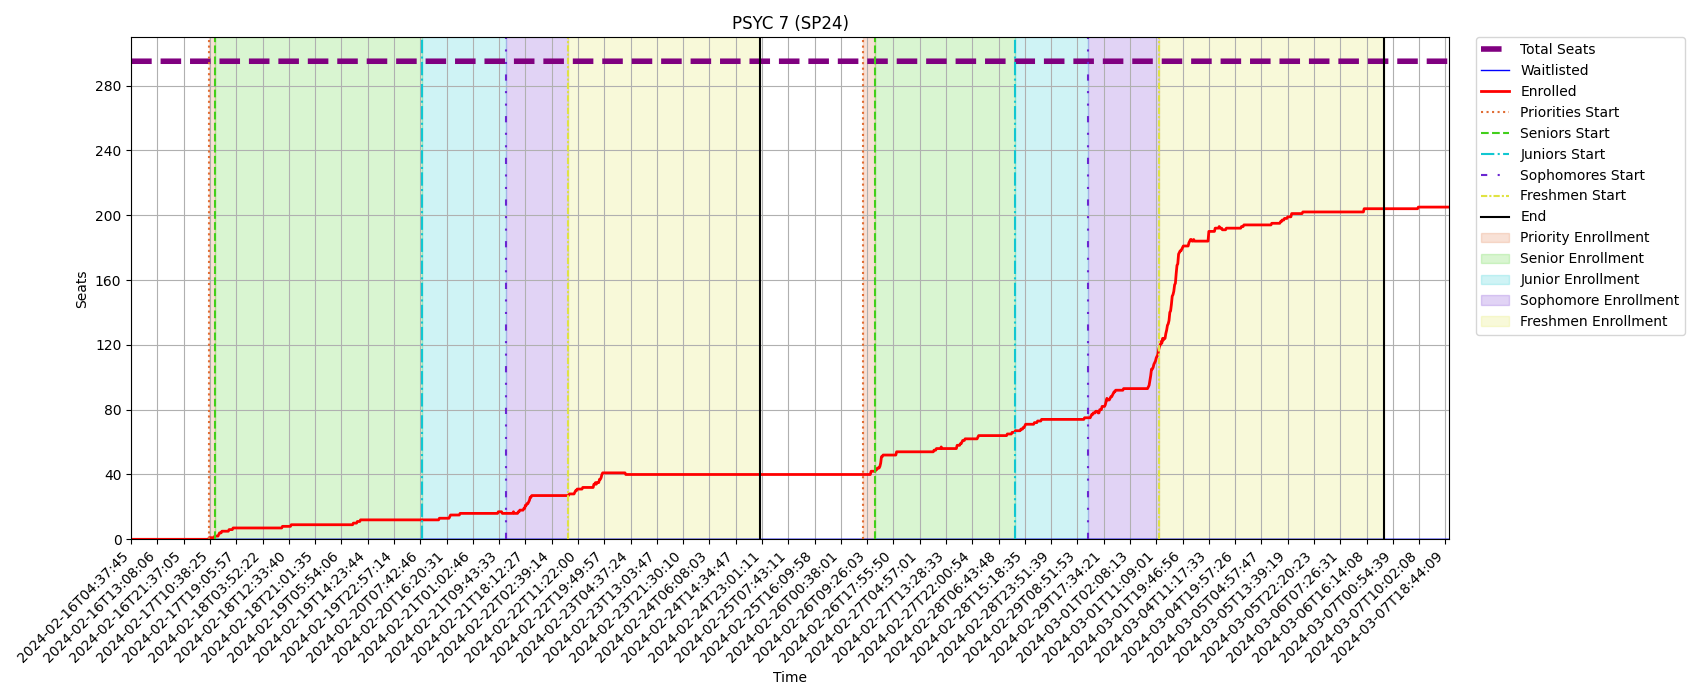 PSYC 7 (SP24)
Seats
280
240
200
160
120
80
40
0
2024-02-16T04:37:45
2024-02-16T13:08:06
2024-02-16T21:37:05
2024-02-17T10:38:25
2024-02-17T19:05:57
2024-02-18T03:52:22
2024-02-18T12:33:40
2024-02-18T21:01:35
2024-02-19T05:54:06
2024-02-19T14:23:44
2024-02-19T22:57:14
2024-02-20T07:42:46
2024-02-20T16:20:31
2024-02-21T01:02:46
2024-02-21T09:43:33
2024-02-21T18:12:27
2024-02-22T02:39:14
2024-02-22T11:22:00
2024-02-22T19:49:57
2024-02-23T04:37:24
2024-02-23T13:03:47
2024-02-23T21:30:10
2024-02-24T06:08:03
2024-02-24T14:34:47
2024-02-24T23:01:11
2024-02-25T07:43:11
2024-02-25T16:09:58
2024-02-26T00:38:01
2024-02-26T09:26:03
2024-02-26T17:55:50
2024-02-27T04:57:01
2024-02-27T13:28:33
2024-02-27T22:00:54
2024-02-28T06:43:48
2024-02-28T15:18:35
2024-02-28T23:51:39
2024-02-29T08:51:53
2024-02-29T17:34:21
2024-03-01T02:08:13
2024-03-01T11:09:01
2024-03-01T19:46:56
2024-03-04T11:17:33
2024-03-04T19:57:26
2024-03-05T04:57:47
2024-03-05T13:39:19
2024-03-05T22:20:23
2024-03-06T07:26:31
2024-03-06T16:14:08
2024-03-07T00:54:39
2024-03-07T10:02:08
2024-03-07T18:44:09
Time
Total Seats
Waitlisted
Enrolled
Priorities Start
Seniors Start
Juniors Start
Sophomores Start
Freshmen Start
End
Priority Enrollment
Senior Enrollment
Junior Enrollment
Sophomore Enrollment
Freshmen Enrollment